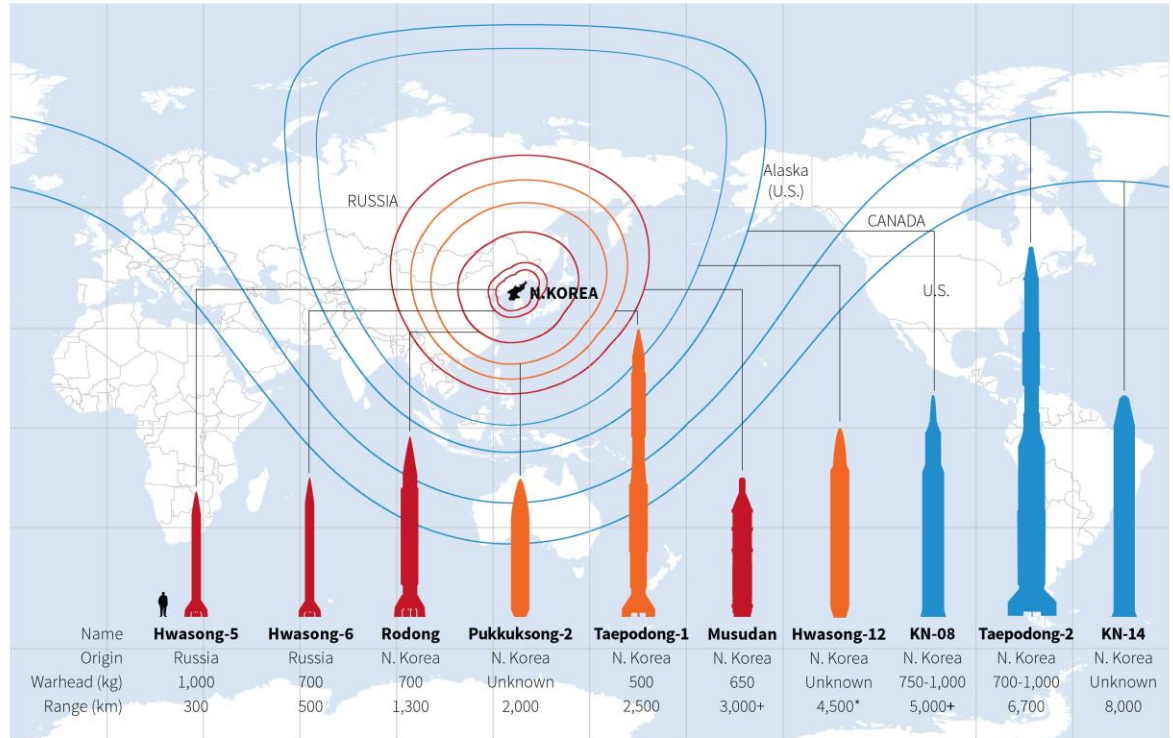 Alaska
(U.S.)
RUSSIA
CANADA
U.S.
N.KOREA
Name Hwasong-5 Hwasong-6 Rodong Pukkuksong-2 Taepodong-1 Musudan Hwasong-12 KN-08 Taepodong-2 KN-14
Origin Russia Russia N. Korea N. Korea N. Korea N. Korea N. Korea N. Korea N. Korea N. Korea
Warhead (kg) 1,000 700 700 Unknown 500 650 Unknown 750-1,000 700-1,000 Unknown
Range (km) 300 500 1,300 2,000 2,500 3,000+ 4,500* 5,000+ 6,700 8,000